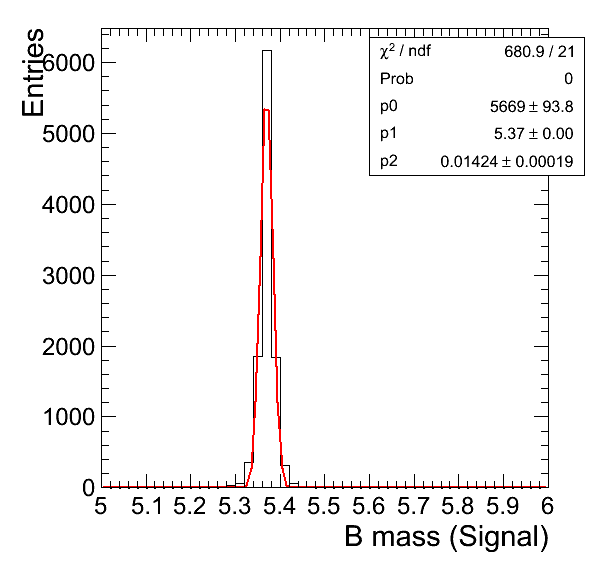 Entries
6000
5000
4000
3000
2000
1000
0
χ² / ndf 680.9 / 21
Prob 0
p0 5669 ± 93.8
p1 5.37 ± 0.00
p2 0.01424 ± 0.00019
5 5.1 5.2 5.3 5.4 5.5 5.6 5.7 5.8 5.9 6
B mass (Signal)